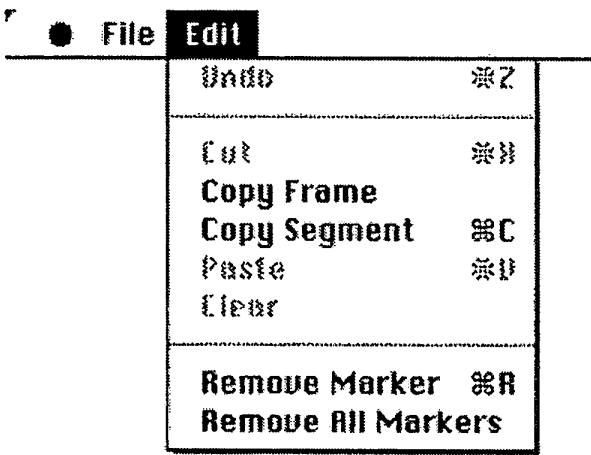 File Edit
Undo ⌘Z
Cut ⌘X
Copy Frame
Copy Segment ⌘C
Paste ⌘V
Clear
Remove Marker ⌘R
Remove All Markers